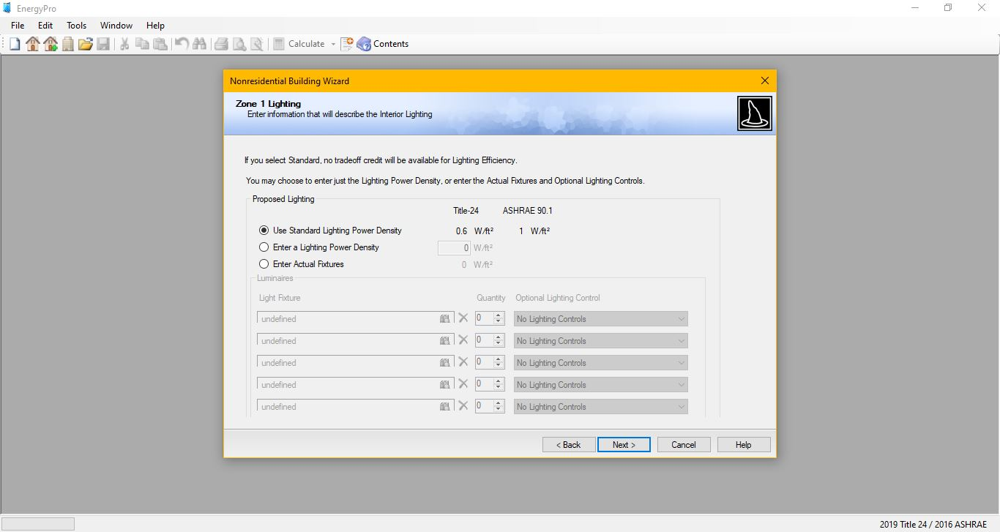 EnergyPro
File Edit Tools Window Help
Calculate Contents
Nonresidential Building Wizard
Zone 1 Lighting
Enter information that will describe the Interior Lighting
If you select Standard, no tradeoff credit will be available for Lighting Efficiency.
You may choose to enter just the Lighting Power Density, or enter the Actual Fixtures and Optional Lighting Controls.
Proposed Lighting
Title-24 ASHRAE 90.1
Use Standard Lighting Power Density 0.6 W/ft² 1 W/ft²
Enter a Lighting Power Density 0 W/ft²
Enter Actual Fixtures 0 W/ft²
Luminaires
Light Fixture Quantity Optional Lighting Control
undefined 0 No Lighting Controls
undefined 0 No Lighting Controls
undefined 0 No Lighting Controls
undefined 0 No Lighting Controls
undefined 0 No Lighting Controls
< Back Next > Cancel Help
2019 Title 24 / 2016 ASHRAE